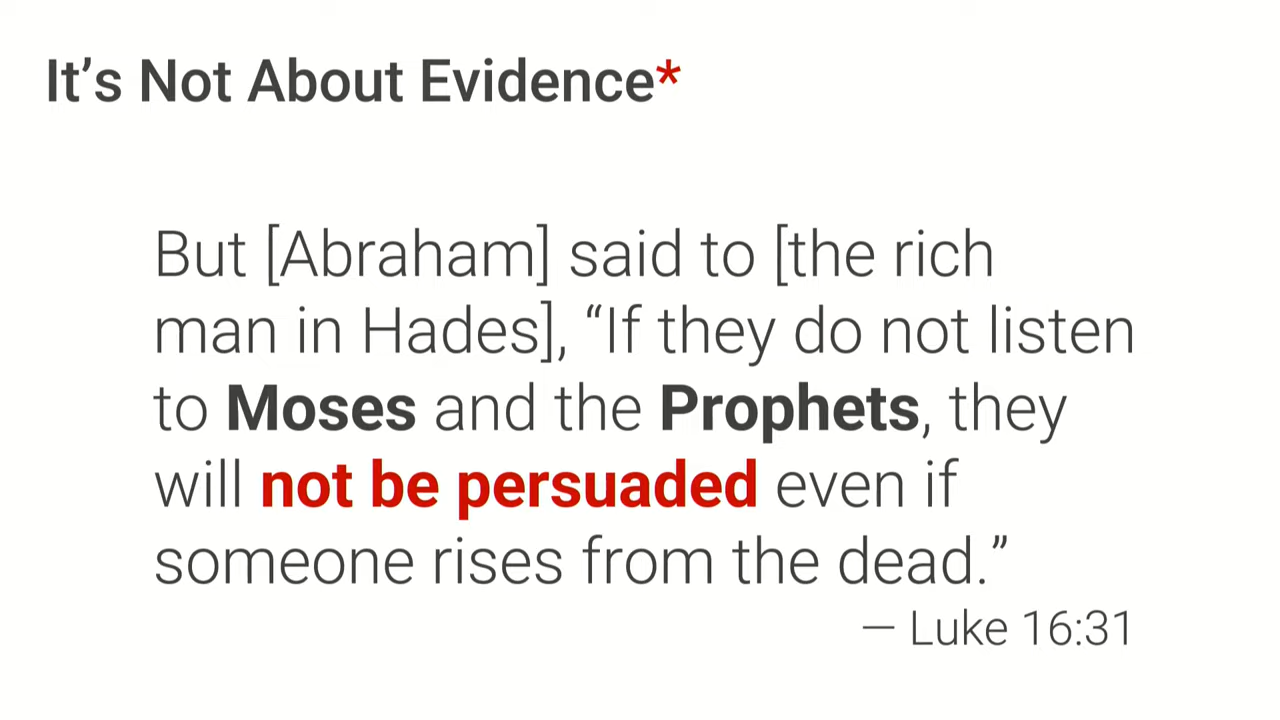 It’s Not About Evidence*
But [Abraham] said to [the rich
man in Hades], “If they do not listen
to Moses and the Prophets, they
will not be persuaded even if
someone rises from the dead.”
— Luke 16:31